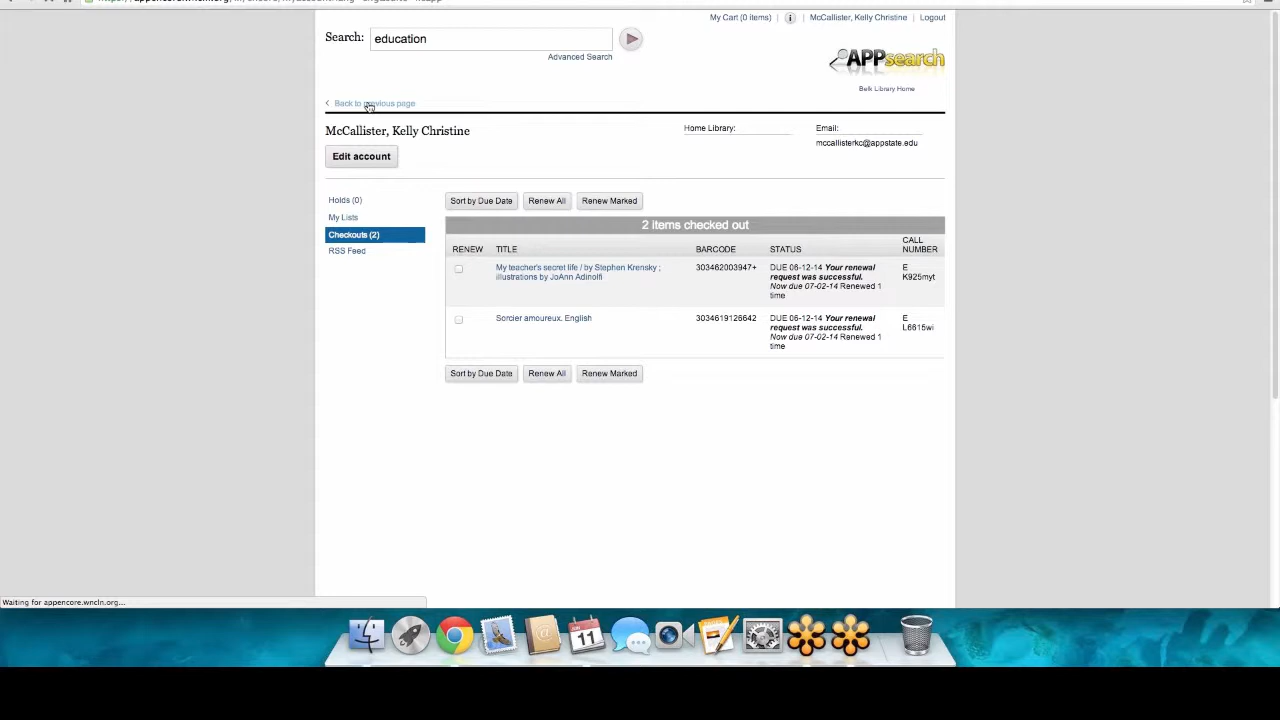 My Cart (0 items) i McCallister, Kelly Christine Logout
Search: education
Advanced Search
APPsearch
Belk Library Home
Back to previous page
McCallister, Kelly Christine
Home Library:
Email:
mccallisterkc@appstate.edu
Edit account
Holds (0)
My Lists
Checkouts (2)
RSS Feed
Sort by Due Date Renew All Renew Marked
2 items checked out
RENEW TITLE BARCODE STATUS CALL NUMBER
My teacher's secret life / by Stephen Krensky ;
illustrations by JoAnn Adinolfi
303462003947+
DUE 06-12-14 Your renewal
request was successful.
Now due 07-02-14 Renewed 1
time
E
K925myt
Sorcier amoureux. English
3034619126642
DUE 06-12-14 Your renewal
request was successful.
Now due 07-02-14 Renewed 1
time
E
L6615wi
Sort by Due Date Renew All Renew Marked
Waiting for appencore.wncln.org...
11